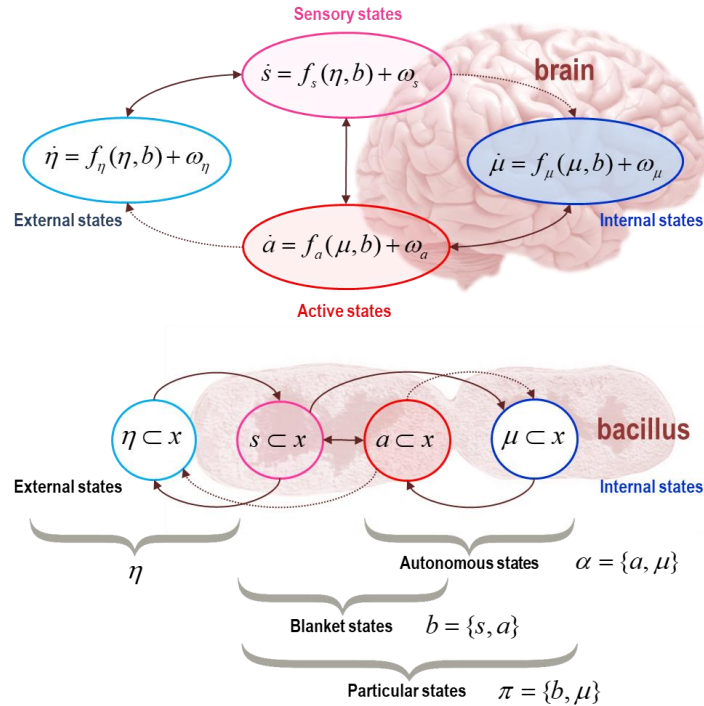 Sensory states
ṡ = f_s(η, b) + ω_s
brain
η̇ = f_η(η, b) + ω_η
μ̇ = f_μ(μ, b) + ω_μ
External states
Internal states
ȧ = f_a(μ, b) + ω_a
Active states
η ⊂ x
s ⊂ x
a ⊂ x
μ ⊂ x
bacillus
External states
Internal states
η
Autonomous states
α = {a, μ}
Blanket states
b = {s, a}
Particular states
π = {b, μ}